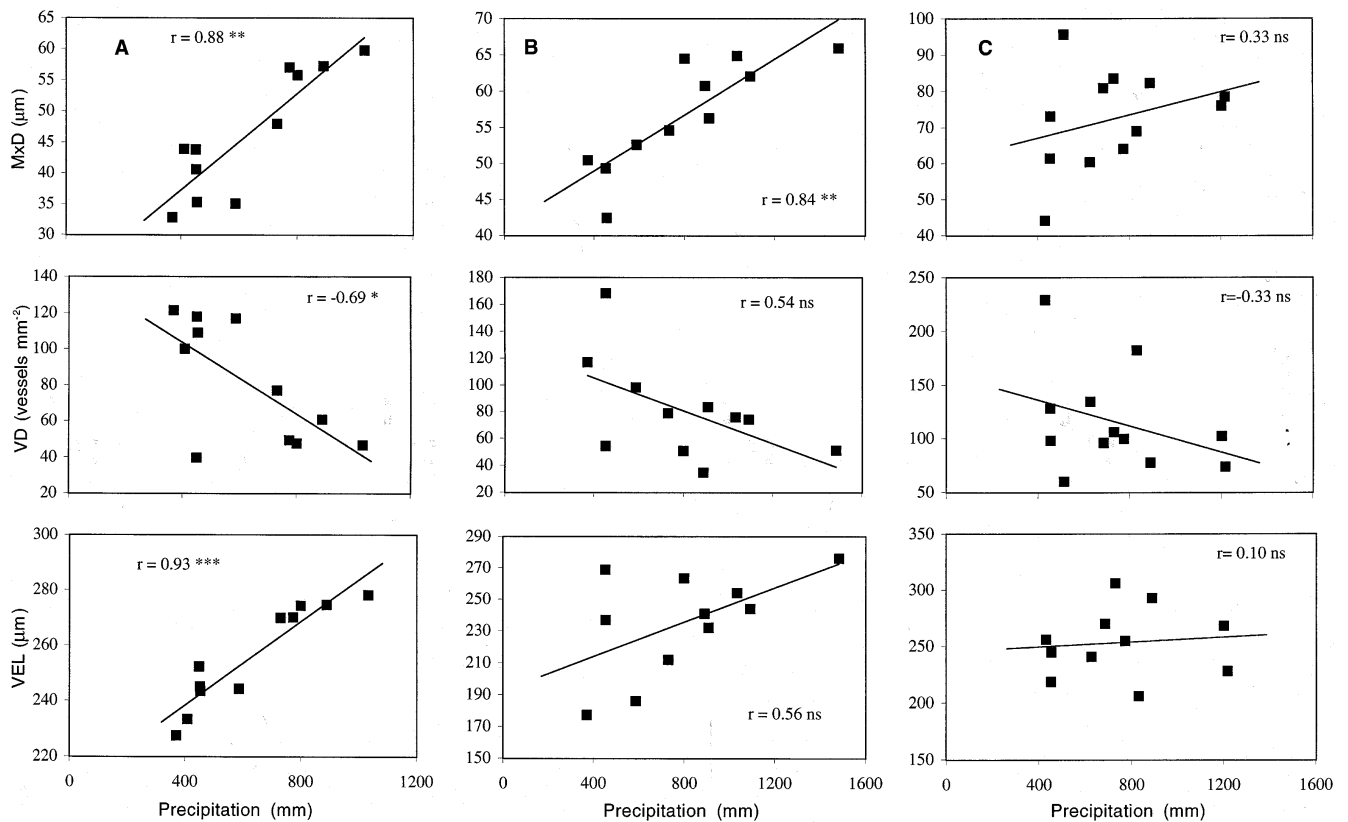 65
60
55
50
45
40
35
30
MxD (μm)
A
r = 0.88 **
70
65
60
55
50
45
40
B
r = 0.84 **
100
90
80
70
60
50
40
C
r= 0.33 ns
140
120
100
80
60
40
20
VD (vessels mm-2)
r = -0.69 *
180
160
140
120
100
80
60
40
20
r = 0.54 ns
250
200
150
100
50
r=-0.33 ns
300
280
260
240
220
VEL (μm)
r = 0.93 ***
0 400 800 1200
Precipitation (mm)
290
270
250
230
210
190
170
150
r = 0.56 ns
0 400 800 1200 1600
Precipitation (mm)
350
300
250
200
150
r= 0.10 ns
0 400 800 1200 1600
Precipitation (mm)